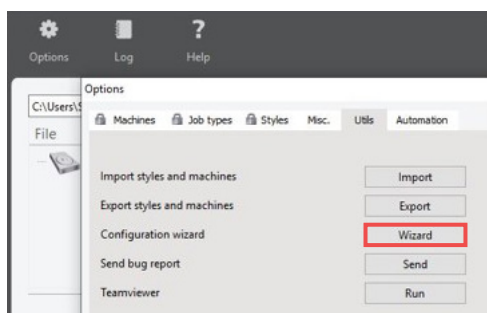 ?
Options Log Help
Options
C:\Users\S
File
Machines Job types Styles Misc. Utils Automation
Import styles and machines Import
Export styles and machines Export
Configuration wizard Wizard
Send bug report Send
Teamviewer Run